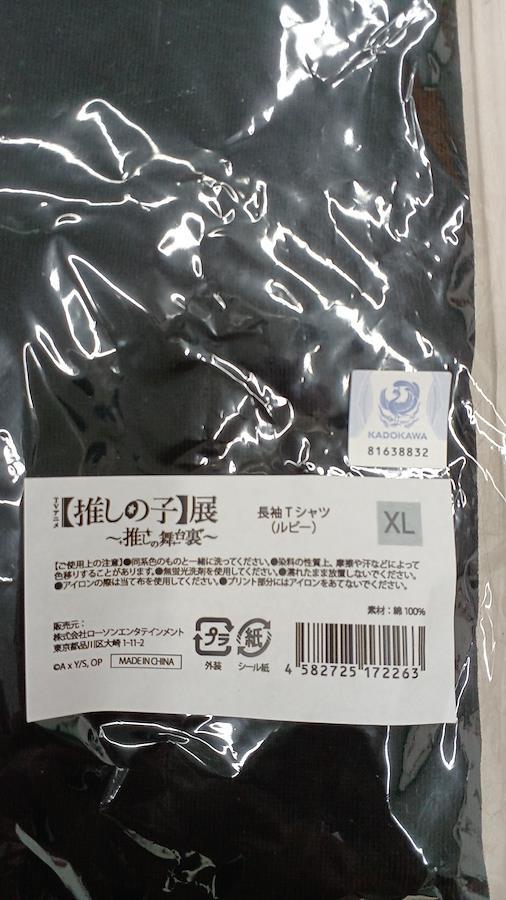 KADOKAWA
81638832
TVアニメ
【推しの子】展
〜推しの舞台裏〜
長袖Tシャツ
(ルビー)
XL
【ご使用上の注意】●同系色のものと一緒に洗ってください。●染料の性質上、摩擦や汗などによって
色移りすることがあります。●無蛍光洗剤を使用してください。●濡れたまま放置しないでください。
●アイロンの際は当て布を使用してください。●プリント部分にはアイロンをあてないでください。
素材：綿 100%
販売元：
株式会社ローソンエンタテインメント
東京都品川区大崎 1-11-2
©A x Y/S, OP
MADE IN CHINA
プラ
外装
紙
シール紙
4 582725 172263